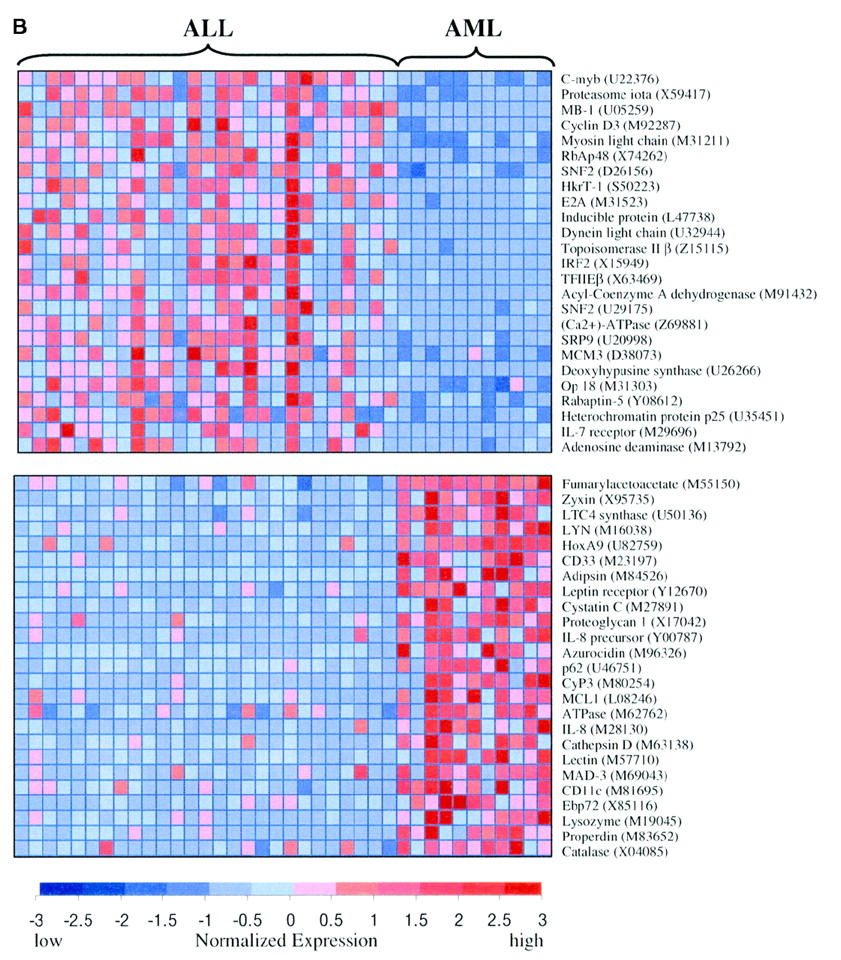 B
ALL AML
C-myb (U22376)
Proteasome iota (X59417)
MB-1 (U05259)
Cyclin D3 (M92287)
Myosin light chain (M31211)
RbAp48 (X74262)
SNF2 (D26156)
HkrT-1 (S50223)
E2A (M31523)
Inducible protein (L47738)
Dynein light chain (U32944)
Topoisomerase II β (Z15115)
IRF2 (X15949)
TFIIEβ (X63469)
Acyl-Coenzyme A dehydrogenase (M91432)
SNF2 (U29175)
(Ca2+)-ATPase (Z69881)
SRP9 (U20998)
MCM3 (D38073)
Deoxyhypusine synthase (U26266)
Op 18 (M31303)
Rabaptin-5 (Y08612)
Heterochromatin protein p25 (U35451)
IL-7 receptor (M29696)
Adenosine deaminase (M13792)
Fumarylacetoacetate (M55150)
Zyxin (X95735)
LTC4 synthase (U50136)
LYN (M16038)
HoxA9 (U82759)
CD33 (M23197)
Adipsin (M84526)
Leptin receptor (Y12670)
Cystatin C (M27891)
Proteoglycan 1 (X17042)
IL-8 precursor (Y00787)
Azurocidin (M96326)
p62 (U46751)
CyP3 (M80254)
MCL1 (L08246)
ATPase (M62762)
IL-8 (M28130)
Cathepsin D (M63138)
Lectin (M57710)
MAD-3 (M69043)
CD11c (M81695)
Ebp72 (X85116)
Lysozyme (M19045)
Properdin (M83652)
Catalase (X04085)
-3 -2.5 -2 -1.5 -1 -0.5 0 0.5 1 1.5 2 2.5 3
low Normalized Expression high